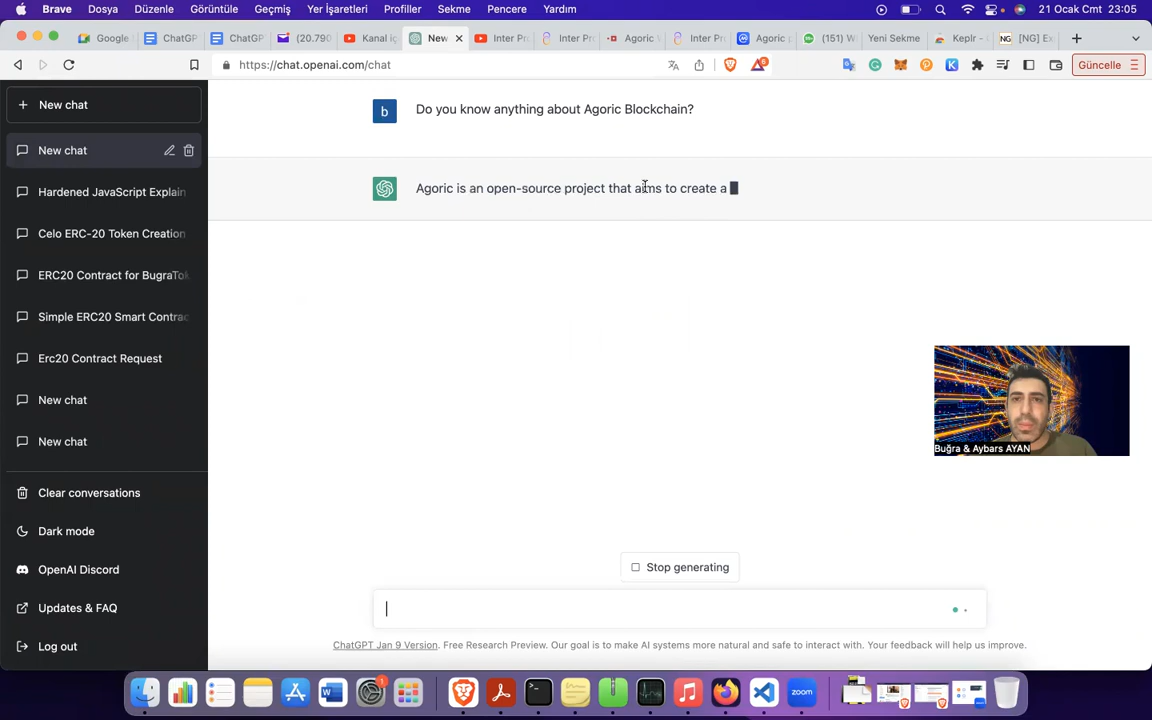 Brave Dosya Düzenle Görüntüle Geçmiş Yer İşaretleri Profiller Sekme Pencere Yardım 21 Ocak Cmt 23:05
Google ChatGP ChatGP (20.790 Kanal iç New Inter Pro Inter Pr Agoric Inter Pr Agoric (151) W Yeni Sekme Keplr - [NG] Ex
https://chat.openai.com/chat 6 Güncelle
New chat
New chat
Hardened JavaScript Explain
Celo ERC-20 Token Creation
ERC20 Contract for BugraTok
Simple ERC20 Smart Contrac
Erc20 Contract Request
New chat
New chat
Clear conversations
Dark mode
OpenAI Discord
Updates & FAQ
Log out
b
Do you know anything about Agoric Blockchain?
Agoric is an open-source project that aims to create a
Buğra & Aybars AYAN
Stop generating
ChatGPT Jan 9 Version. Free Research Preview. Our goal is to make AI systems more natural and safe to interact with. Your feedback will help us improve.
1
zoom